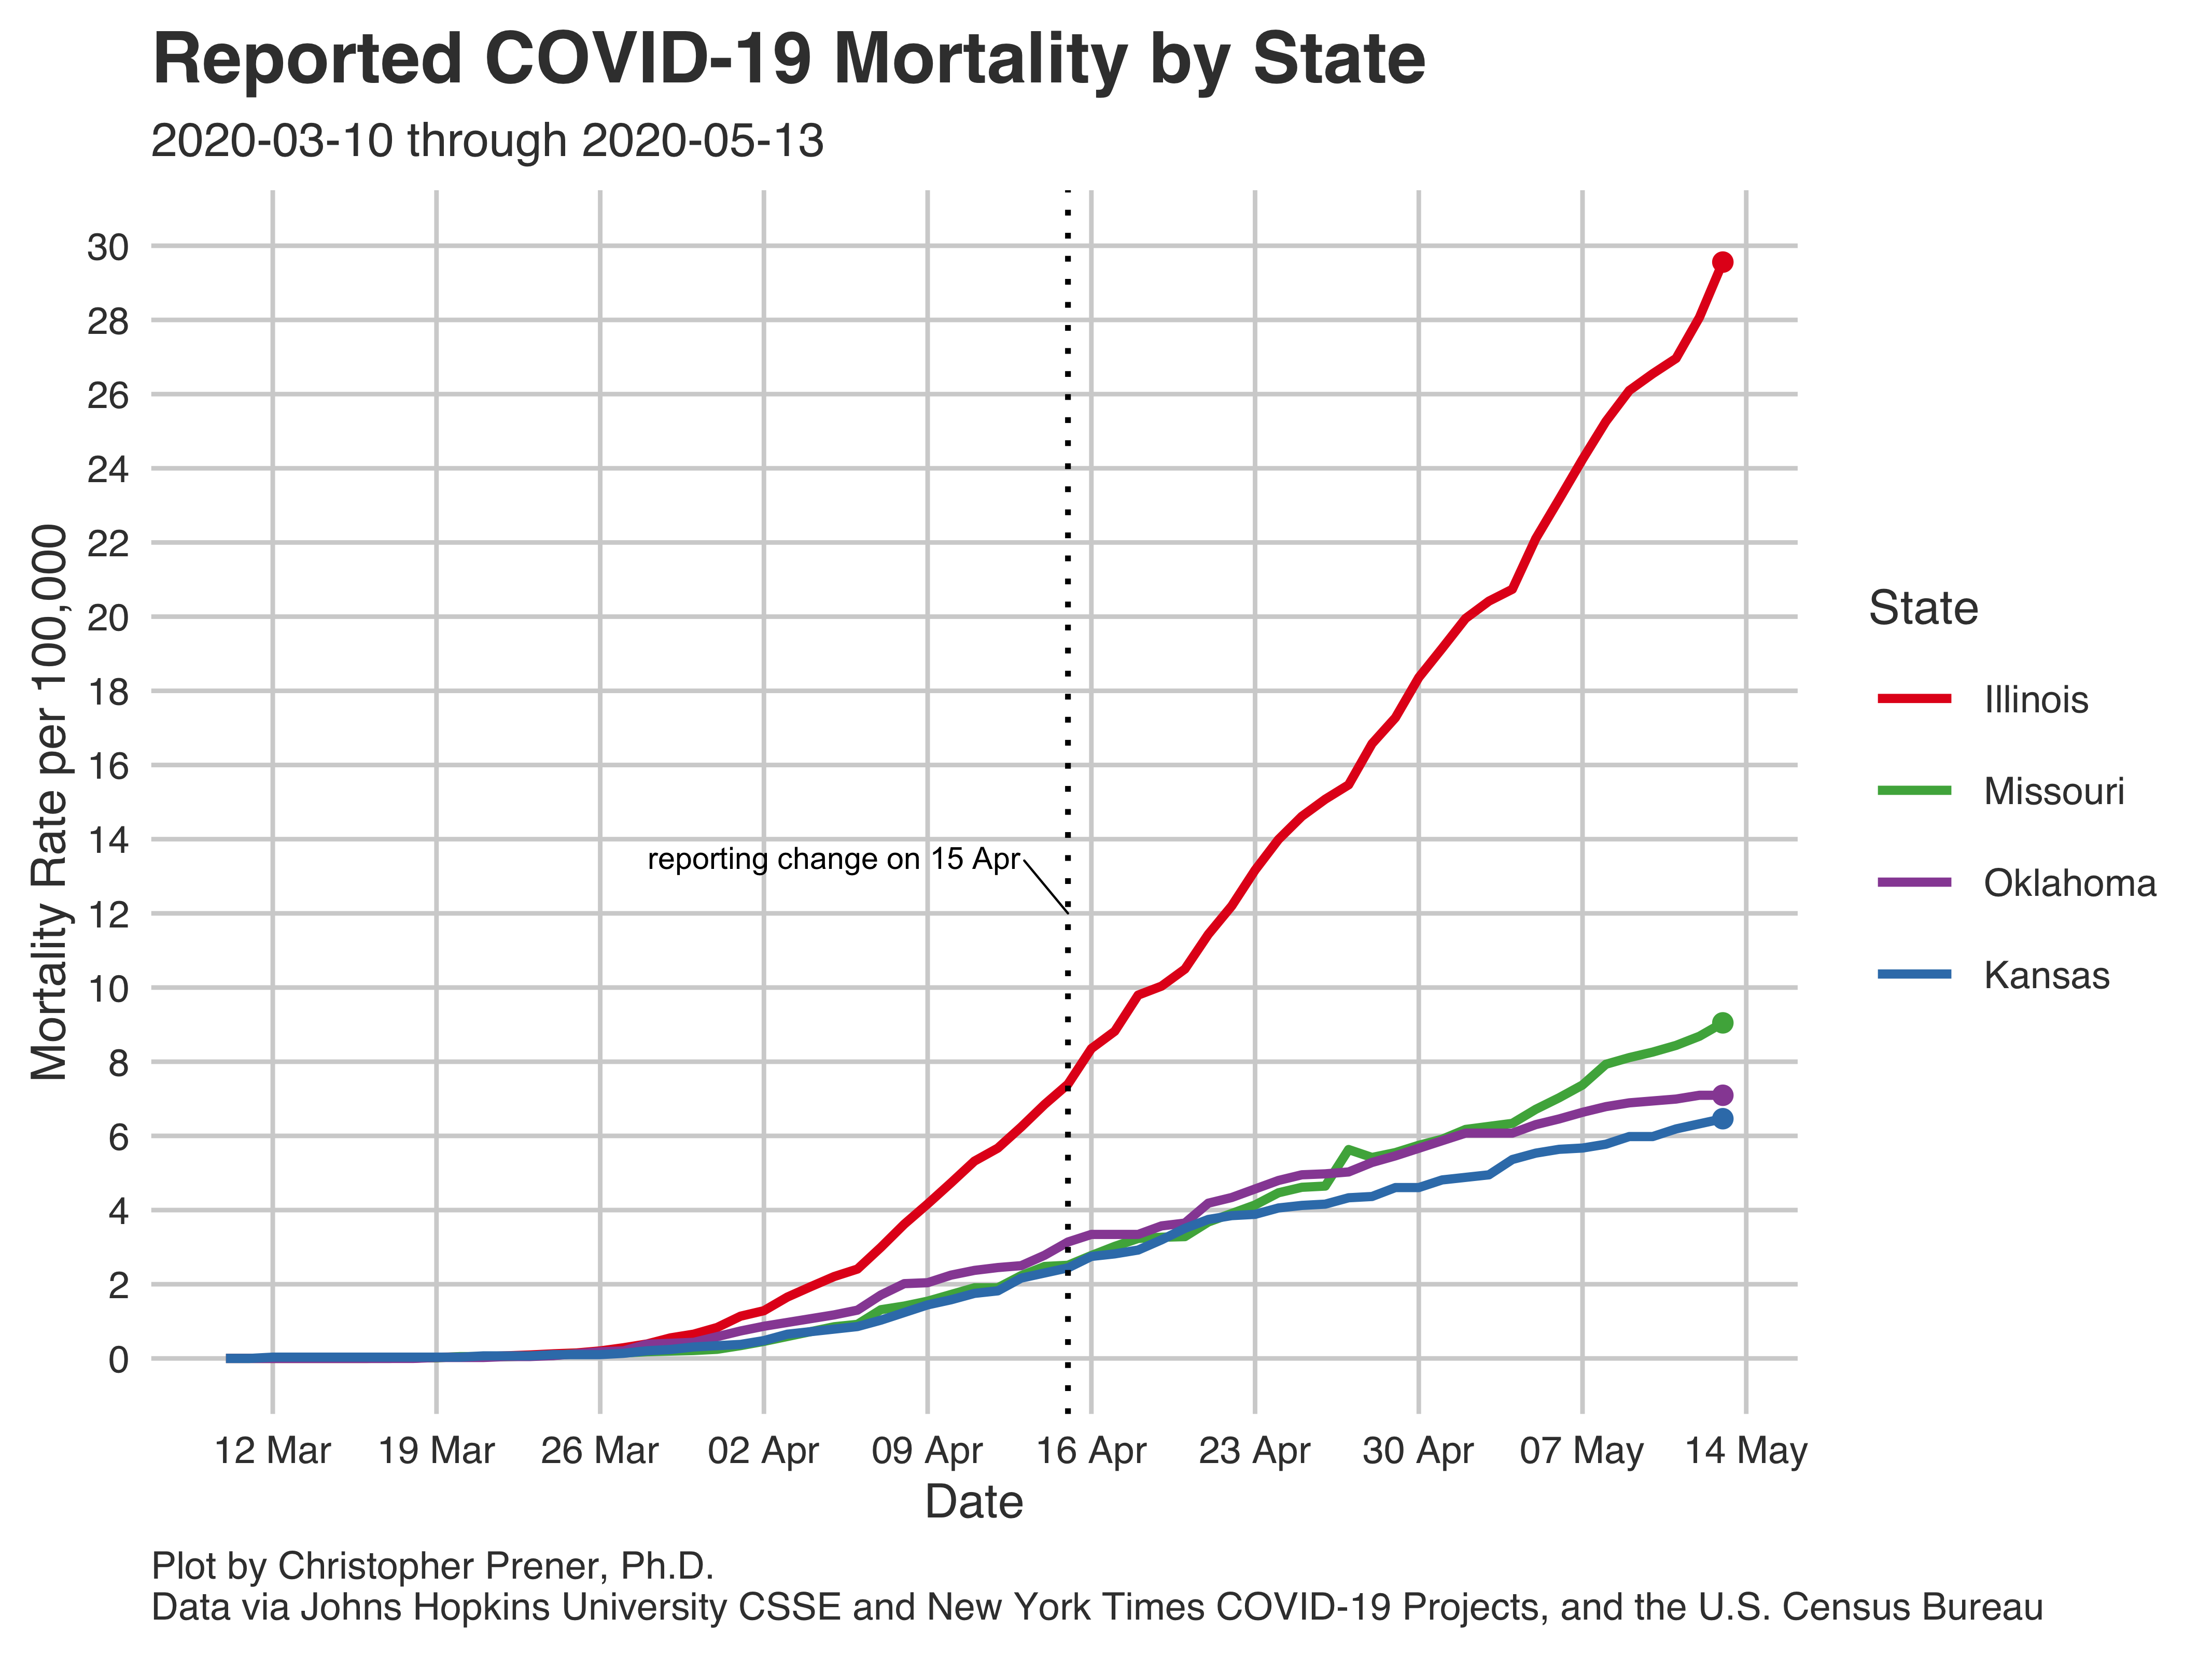 Reported COVID-19 Mortality by State
2020-03-10 through 2020-05-13
Mortality Rate per 100,000
30
28
26
24
22
20
18
16
14
12
10
8
6
4
2
0
reporting change on 15 Apr
State
Illinois
Missouri
Oklahoma
Kansas
12 Mar 19 Mar 26 Mar 02 Apr 09 Apr 16 Apr 23 Apr 30 Apr 07 May 14 May
Date
Plot by Christopher Prener, Ph.D.
Data via Johns Hopkins University CSSE and New York Times COVID-19 Projects, and the U.S. Census Bureau